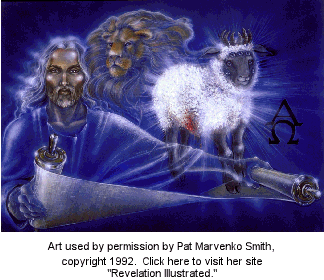 Α
Ω
Art used by permission by Pat Marvenko Smith,
copyright 1992.  Click here to visit her site
"Revelation Illustrated."